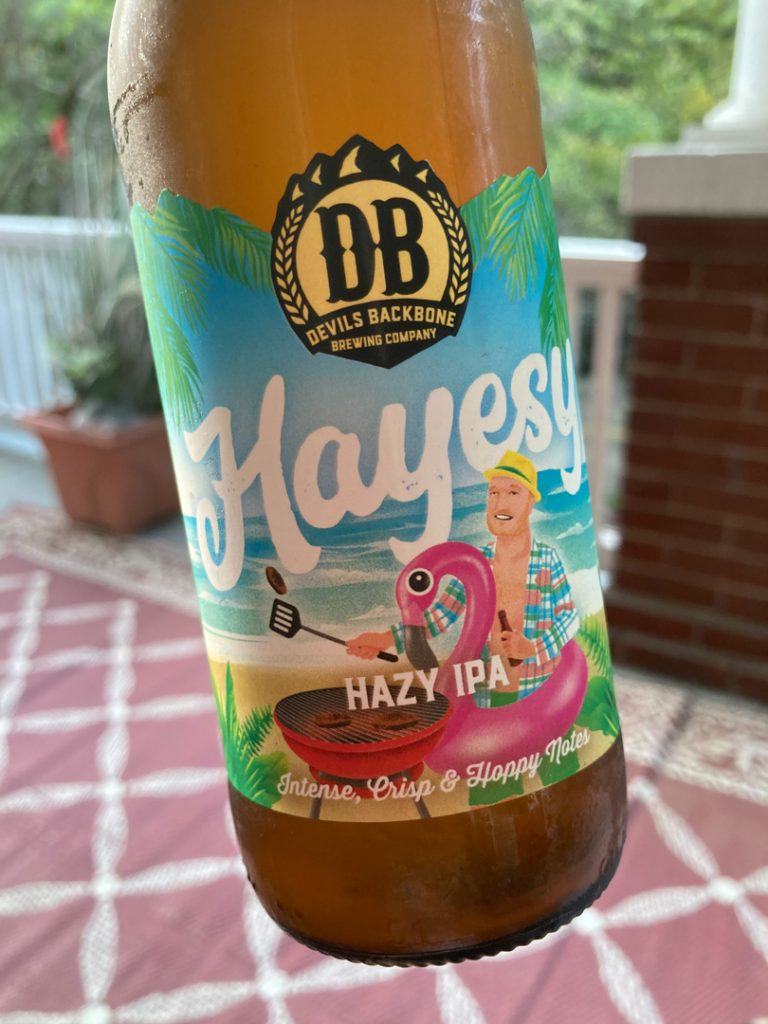 DB
DEVILS BACKBONE
BREWING COMPANY
Hayesy
HAZY IPA
Intense, Crisp & Hoppy Notes